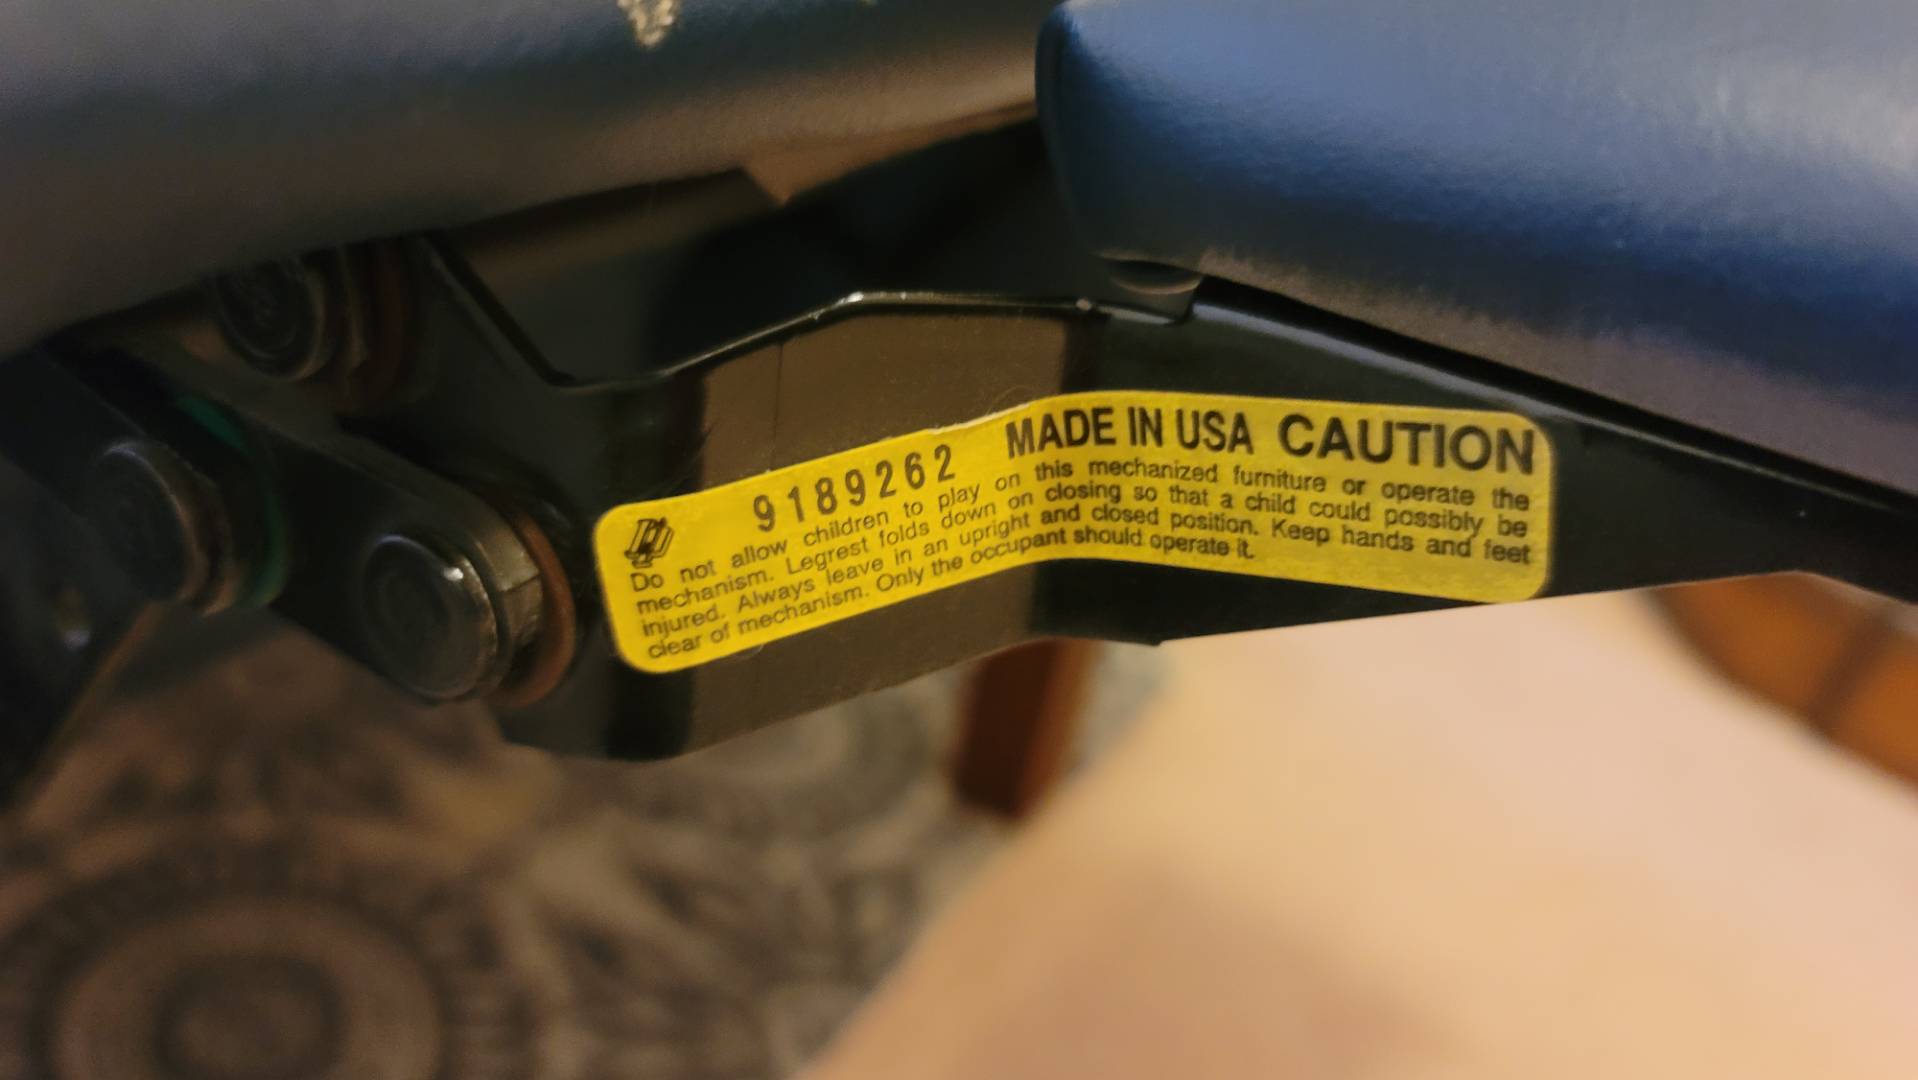 9189262 MADE IN USA CAUTION
Do not allow children to play on this mechanized furniture or operate the
mechanism. Legrest folds down on closing so that a child could possibly be
injured. Always leave in an upright and closed position. Keep hands and feet
clear of mechanism. Only the occupant should operate it.